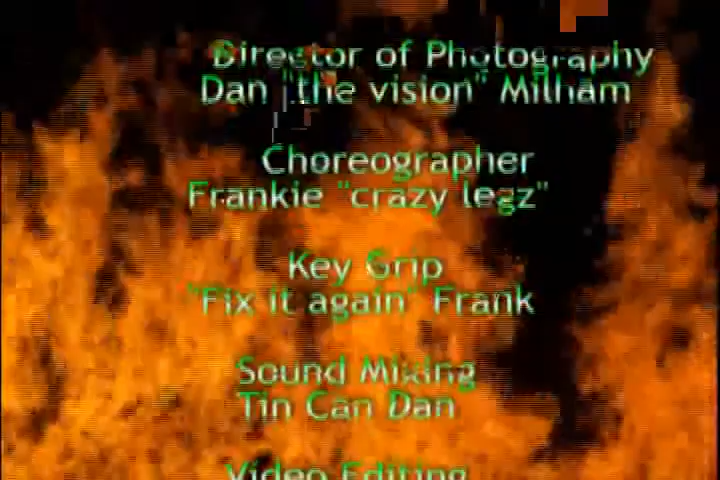 Director of Photography
Dan "the vision" Milham
Choreographer
Frankie "crazy legz"
Key Grip
"Fix it again" Frank
Sound Mixing
Tin Can Dan
Video Editing